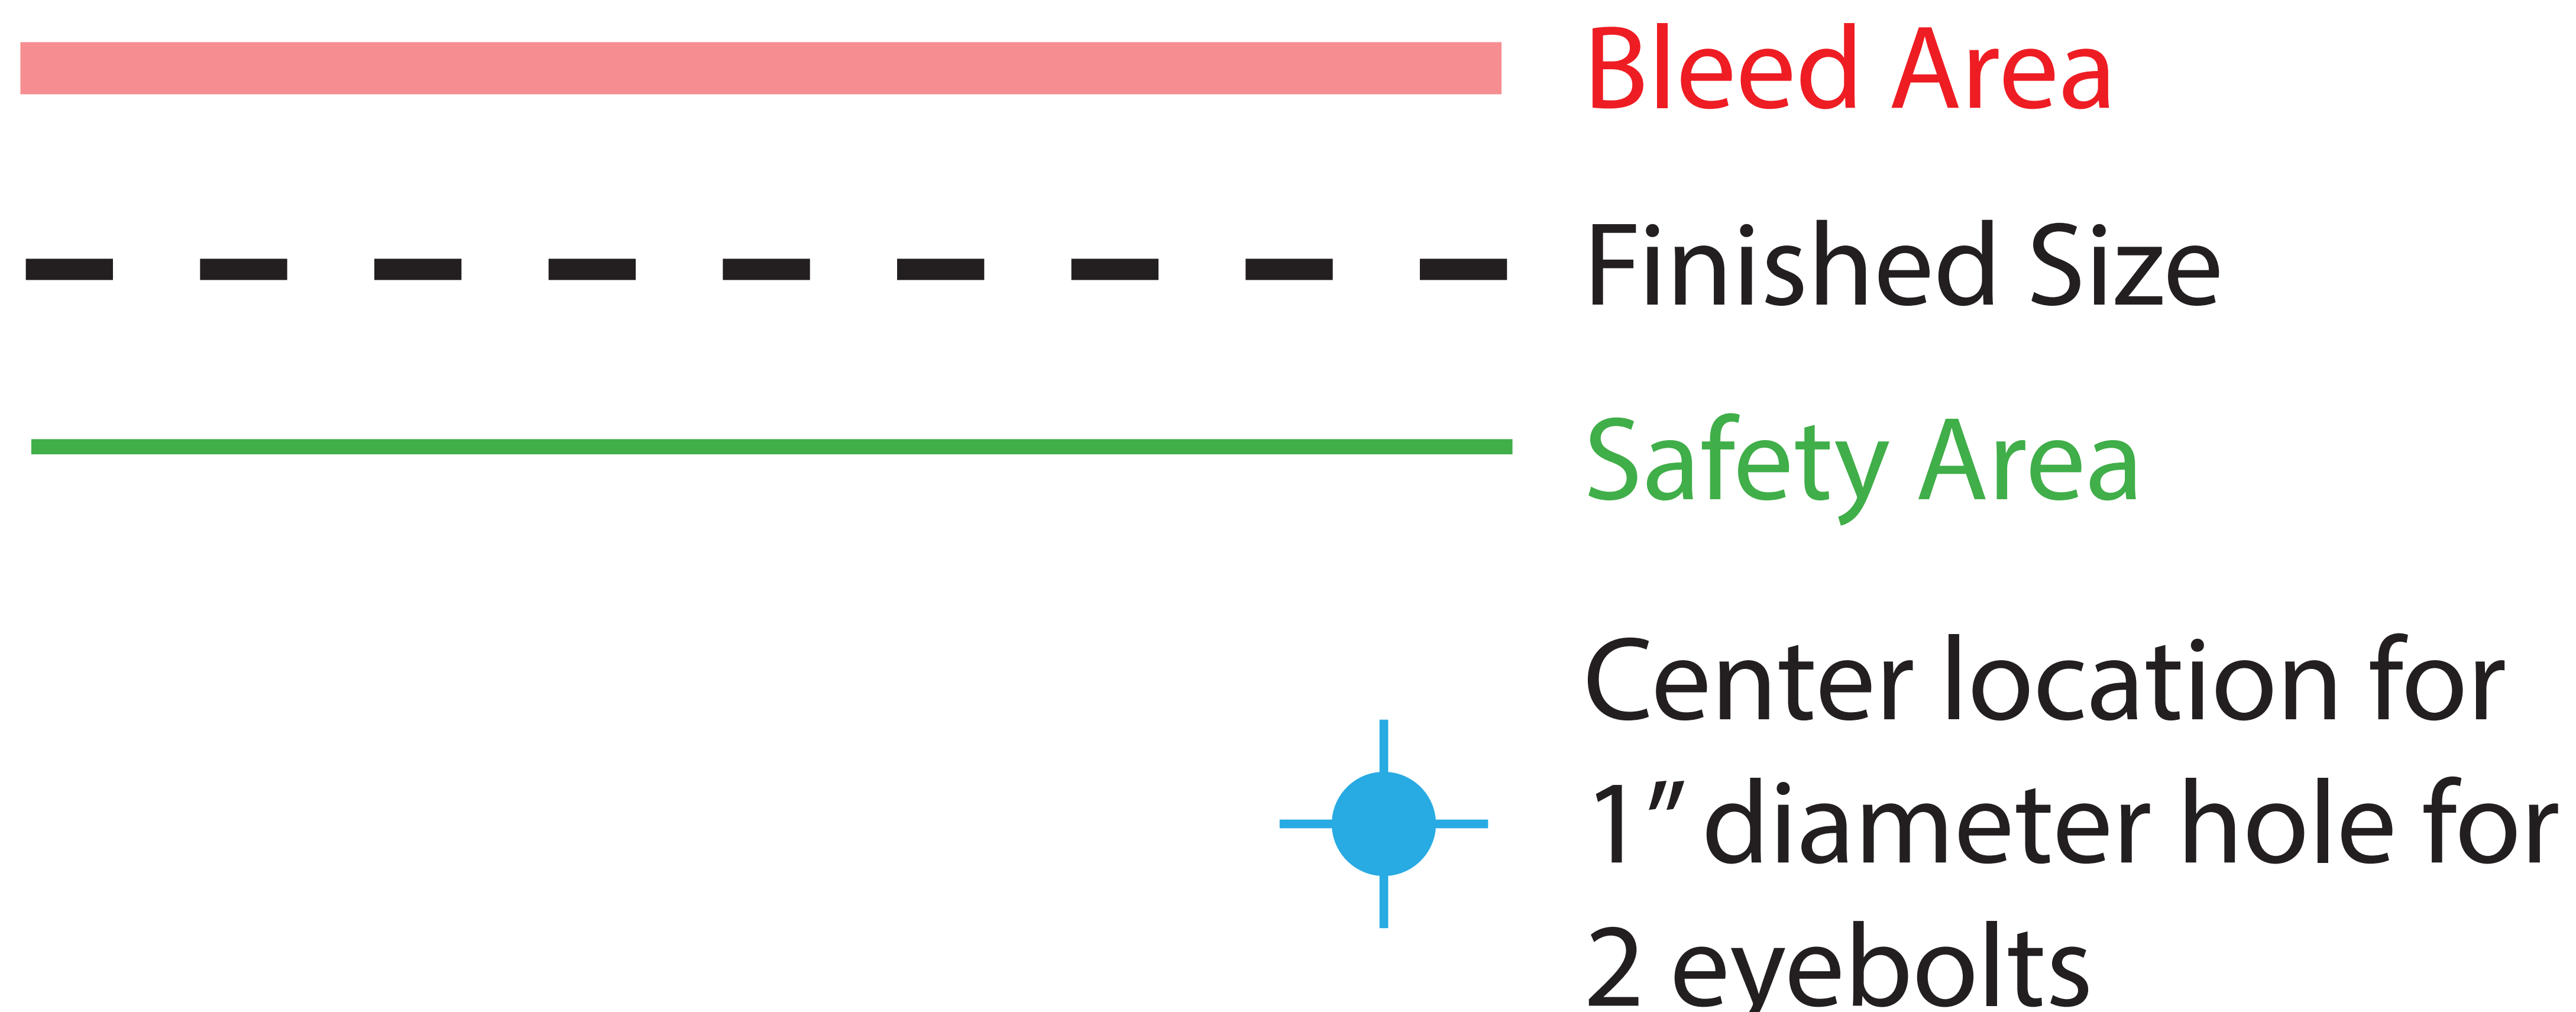 Bleed Area
Finished Size
Safety Area
Center location for
1” diameter hole for
2 eyebolts